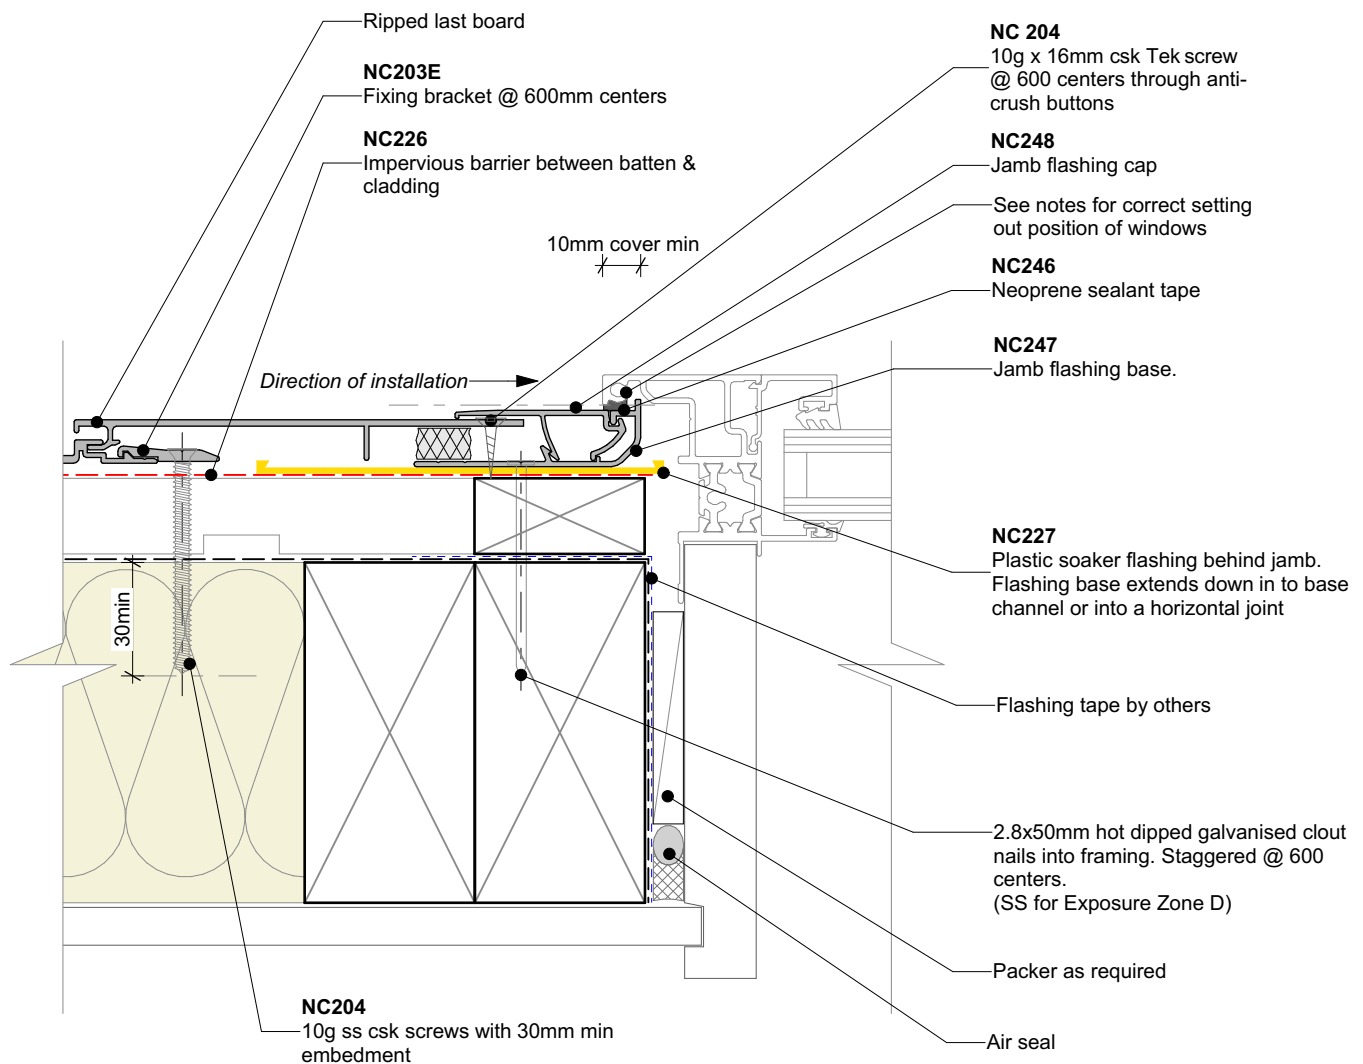 Ripped last board
NC203E
Fixing bracket @ 600mm centers
NC226
Impervious barrier between batten &
cladding
10mm cover min
Direction of installation
30min
NC204
10g ss csk screws with 30mm min
embedment
NC 204
10g x 16mm csk Tek screw
@ 600 centers through anti-
crush buttons
NC248
Jamb flashing cap
See notes for correct setting
out position of windows
NC246
Neoprene sealant tape
NC247
Jamb flashing base.
NC227
Plastic soaker flashing behind jamb.
Flashing base extends down in to base
channel or into a horizontal joint
Flashing tape by others
2.8x50mm hot dipped galvanised clout
nails into framing. Staggered @ 600
centers.
(SS for Exposure Zone D)
Packer as required
Air seal